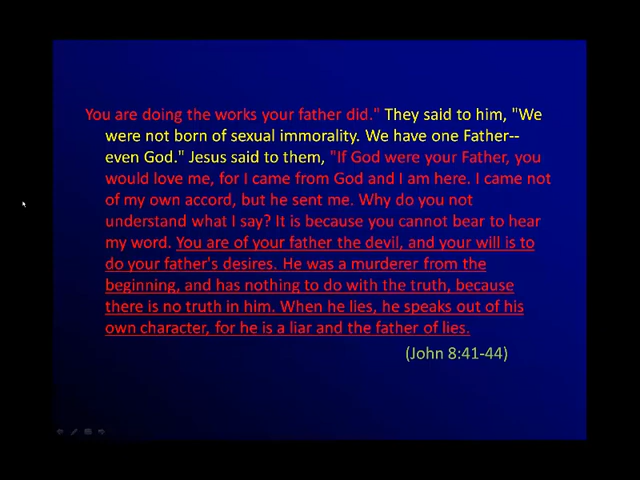 You are doing the works your father did." They said to him, "We
were not born of sexual immorality. We have one Father--
even God." Jesus said to them, "If God were your Father, you
would love me, for I came from God and I am here. I came not
of my own accord, but he sent me. Why do you not
understand what I say? It is because you cannot bear to hear
my word. You are of your father the devil, and your will is to
do your father's desires. He was a murderer from the
beginning, and has nothing to do with the truth, because
there is no truth in him. When he lies, he speaks out of his
own character, for he is a liar and the father of lies.
(John 8:41-44)